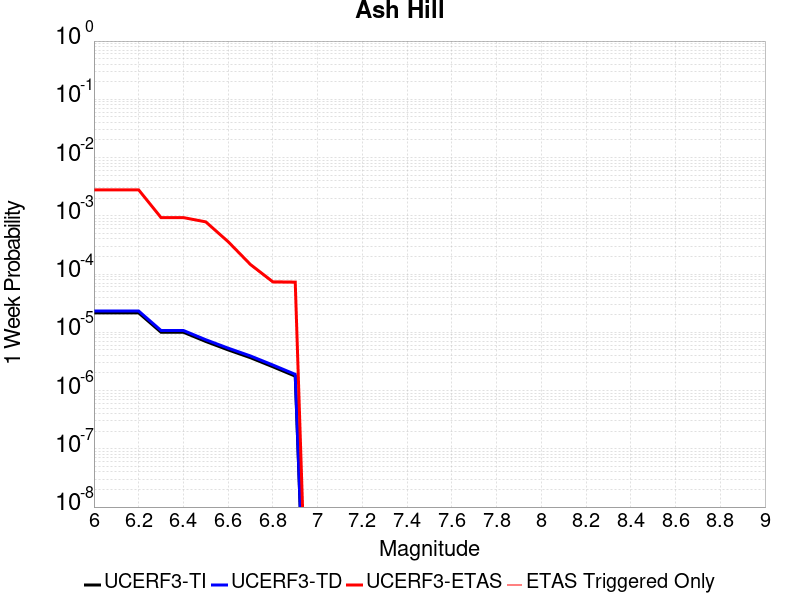 Ash Hill
10^0
10^-1
10^-2
10^-3
10^-4
10^-5
10^-6
10^-7
10^-8
1 Week Probability
6 6.2 6.4 6.6 6.8 7 7.2 7.4 7.6 7.8 8 8.2 8.4 8.6 8.8 9
Magnitude
UCERF3-TI UCERF3-TD UCERF3-ETAS ETAS Triggered Only